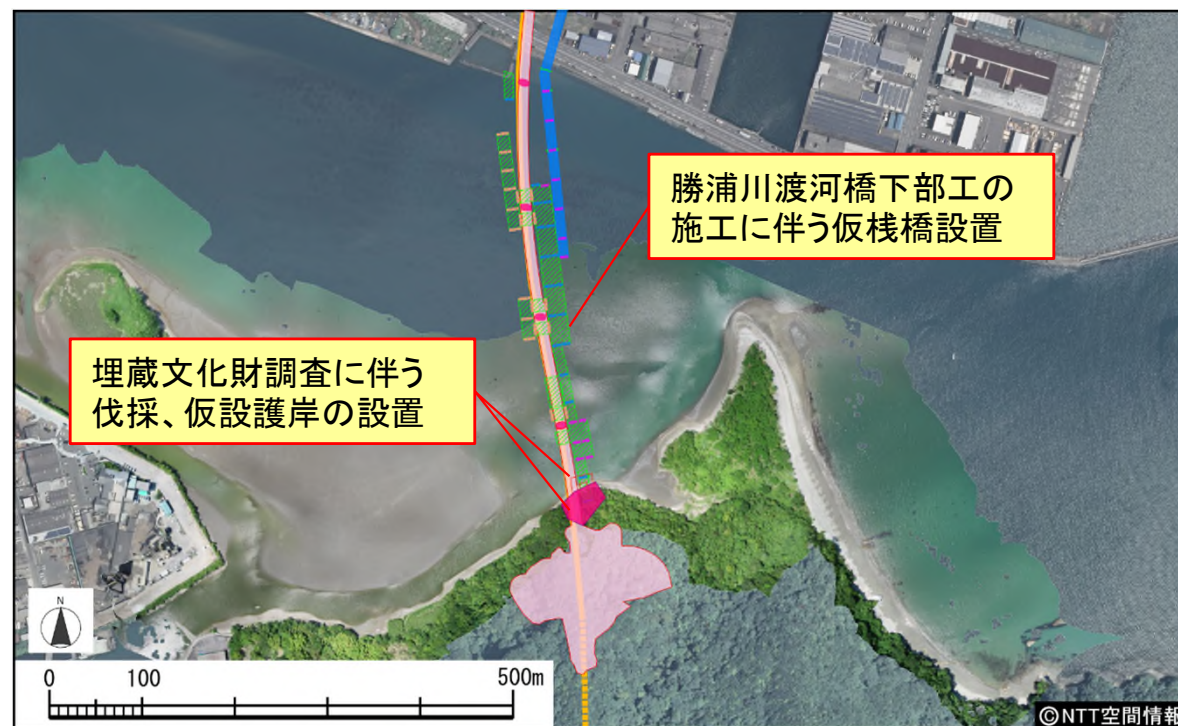 勝浦川渡河橋下部工の
施工に伴う仮桟橋設置
埋蔵文化財調査に伴う
伐採、仮設護岸の設置
N
0 100 500m
©NTT空間情報